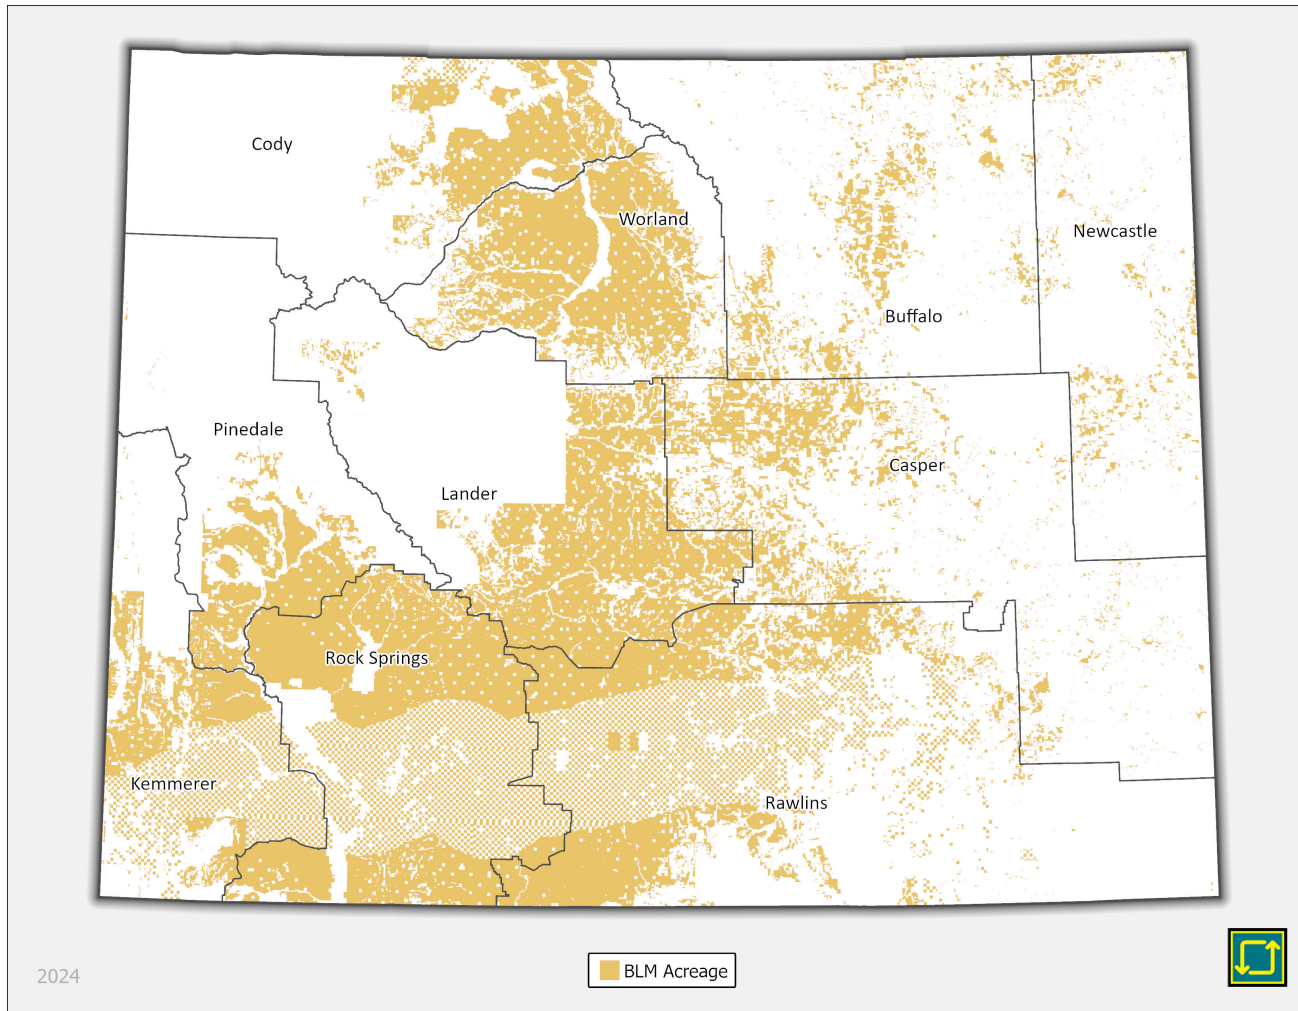 Cody
Worland
Newcastle
Buffalo
Pinedale
Casper
Lander
Rock Springs
Kemmerer
Rawlins
BLM Acreage
2024